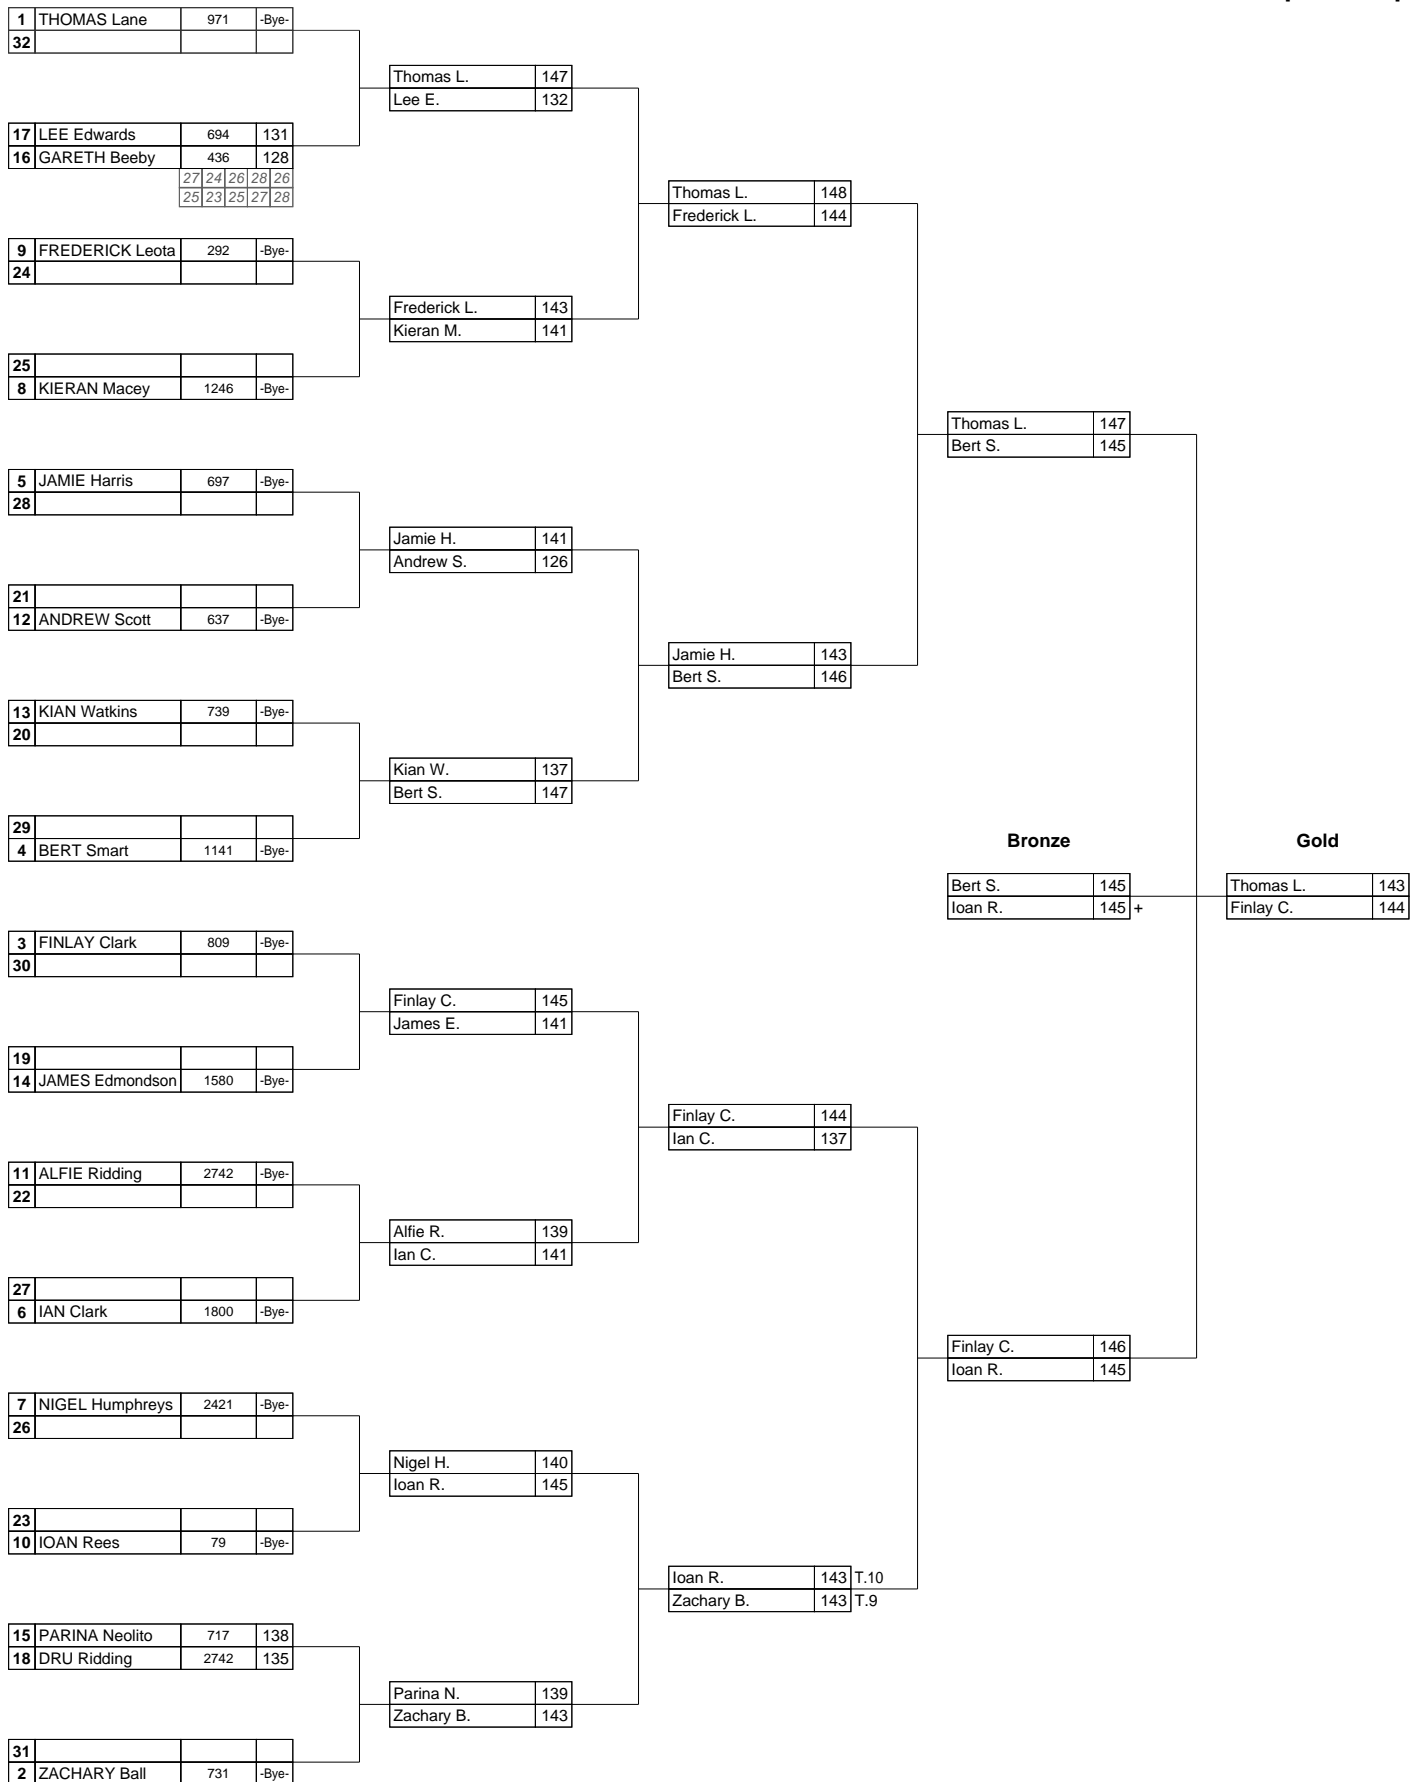 1 THOMAS Lane 971 -Bye-
32
Thomas L. 147
Lee E. 132
17 LEE Edwards 694 131
16 GARETH Beeby 436 128
27 24 26 28 26
25 23 25 27 28
Thomas L. 148
Frederick L. 144
9 FREDERICK Leota 292 -Bye-
24
Frederick L. 143
Kieran M. 141
25
8 KIERAN Macey 1246 -Bye-
Thomas L. 147
Bert S. 145
5 JAMIE Harris 697 -Bye-
28
Jamie H. 141
Andrew S. 126
21
12 ANDREW Scott 637 -Bye-
Jamie H. 143
Bert S. 146
13 KIAN Watkins 739 -Bye-
20
Kian W. 137
Bert S. 147
29
4 BERT Smart 1141 -Bye-
Bronze Gold
Bert S. 145 Thomas L. 143
Ioan R. 145 + Finlay C. 144
3 FINLAY Clark 809 -Bye-
30
Finlay C. 145
James E. 141
19
14 JAMES Edmondson 1580 -Bye-
Finlay C. 144
Ian C. 137
11 ALFIE Ridding 2742 -Bye-
22
Alfie R. 139
Ian C. 141
27
6 IAN Clark 1800 -Bye-
Finlay C. 146
Ioan R. 145
7 NIGEL Humphreys 2421 -Bye-
26
Nigel H. 140
Ioan R. 145
23
10 IOAN Rees 79 -Bye-
Ioan R. 143 T.10
Zachary B. 143 T.9
15 PARINA Neolito 717 138
18 DRU Ridding 2742 135
Parina N. 139
Zachary B. 143
31
2 ZACHARY Ball 731 -Bye-